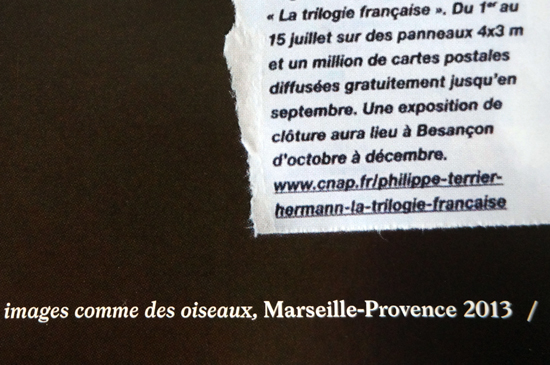 « La trilogie française ». Du 1er au
15 juillet sur des panneaux 4x3 m
et un million de cartes postales
diffusées gratuitement jusqu'en
septembre. Une exposition de
clôture aura lieu à Besançon
d'octobre à décembre.
www.cnap.fr/philippe-terrier-
hermann-la-trilogie-francaise
images comme des oiseaux, Marseille-Provence 2013 /